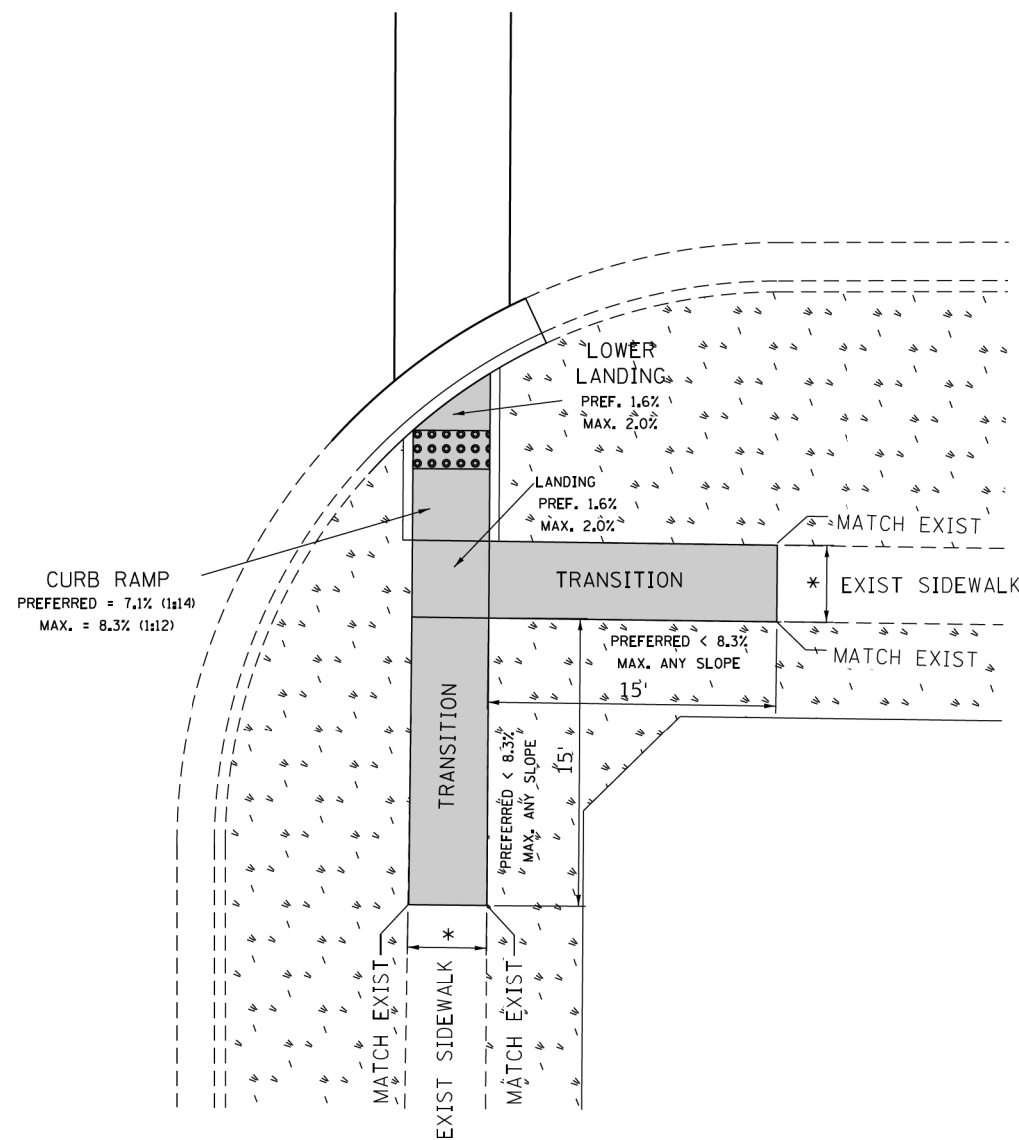 LOWER
LANDING
PREF. 1.6%
MAX. 2.0%
LANDING
PREF. 1.6%
MAX. 2.0%
MATCH EXIST
CURB RAMP
PREFERRED = 7.1% (1:14)
MAX. = 8.3% (1:12)
TRANSITION
* EXIST SIDEWALK
PREFERRED < 8.3%
MAX. ANY SLOPE
MATCH EXIST
15'
TRANSITION
PREFERRED < 8.3%
MAX. ANY SLOPE
15'
*
MATCH EXIST
EXIST SIDEWALK
MATCH EXIST